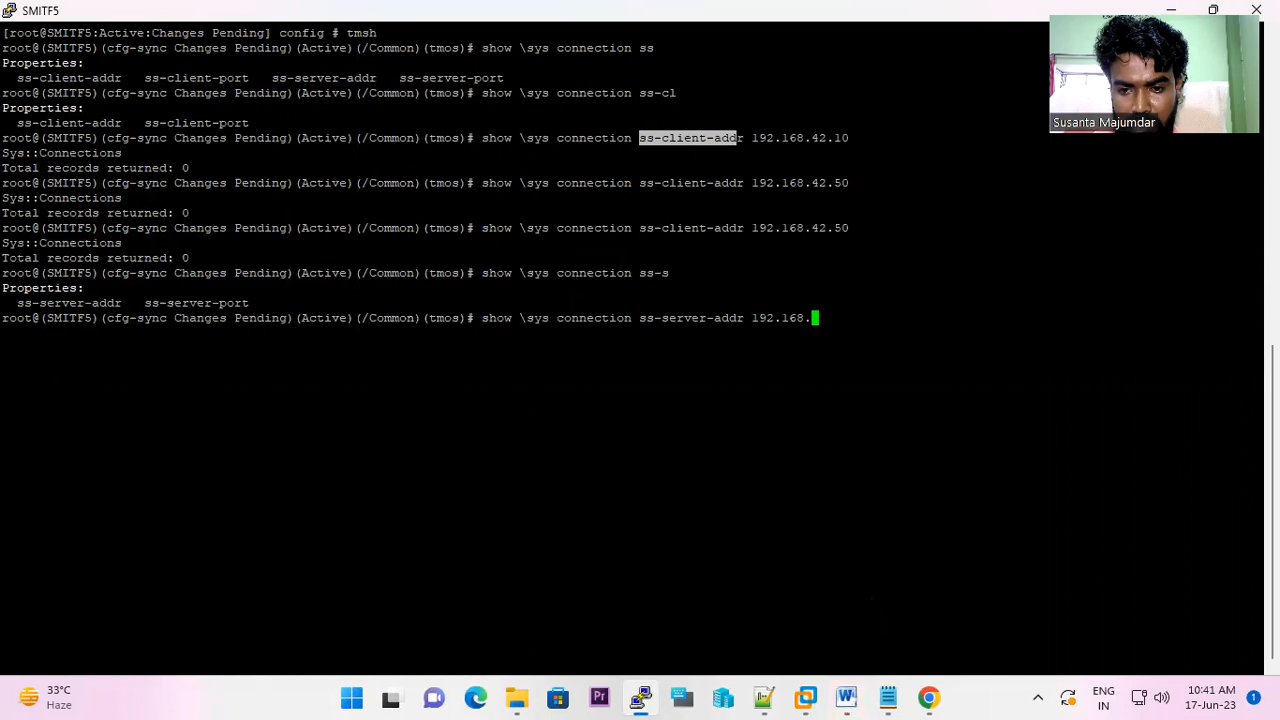 SMITF5
[root@(SMITF5:Active:Changes Pending] config # tmsh
root@(SMITF5)(cfg-sync Changes Pending)(Active)(/Common)(tmos)# show \sys connection ss
Properties:
ss-client-addr ss-client-port ss-server-addr ss-server-port
root@(SMITF5)(cfg-sync Changes Pending)(Active)(/Common)(tmos)# show \sys connection ss-cl
Properties:
ss-client-addr ss-client-port
root@(SMITF5)(cfg-sync Changes Pending)(Active)(/Common)(tmos)# show \sys connection ss-client-addr 192.168.42.10
Sys::Connections
Total records returned: 0
root@(SMITF5)(cfg-sync Changes Pending)(Active)(/Common)(tmos)# show \sys connection ss-client-addr 192.168.42.50
Sys::Connections
Total records returned: 0
root@(SMITF5)(cfg-sync Changes Pending)(Active)(/Common)(tmos)# show \sys connection ss-client-addr 192.168.42.50
Sys::Connections
Total records returned: 0
root@(SMITF5)(cfg-sync Changes Pending)(Active)(/Common)(tmos)# show \sys connection ss-s
Properties:
ss-server-addr ss-server-port
root@(SMITF5)(cfg-sync Changes Pending)(Active)(/Common)(tmos)# show \sys connection ss-server-addr 192.168.
Susanta Majumdar
33°C
Haze
Pr
W
ENG
IN
10:41 AM
17-Jun-23
1